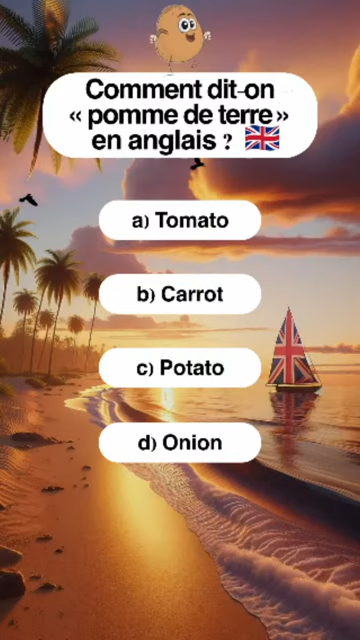 Comment dit-on
« pomme de terre »
en anglais ?
a) Tomato
b) Carrot
c) Potato
d) Onion